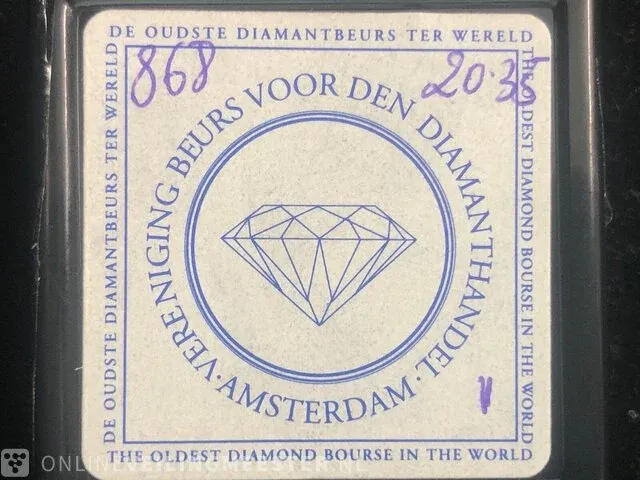 DE OUDSTE DIAMANTBEURS TER WERELD
868
20.35
DE OUDSTE DIAMANTBEURS TER WERELD
THE OLDEST DIAMOND BOURSE IN THE WORLD
VERENIGING BEURS VOOR DEN DIAMANTHANDEL
· AMSTERDAM ·
THE OLDEST DIAMOND BOURSE IN THE WORLD
ONLINEVEILINGMEESTER.NL